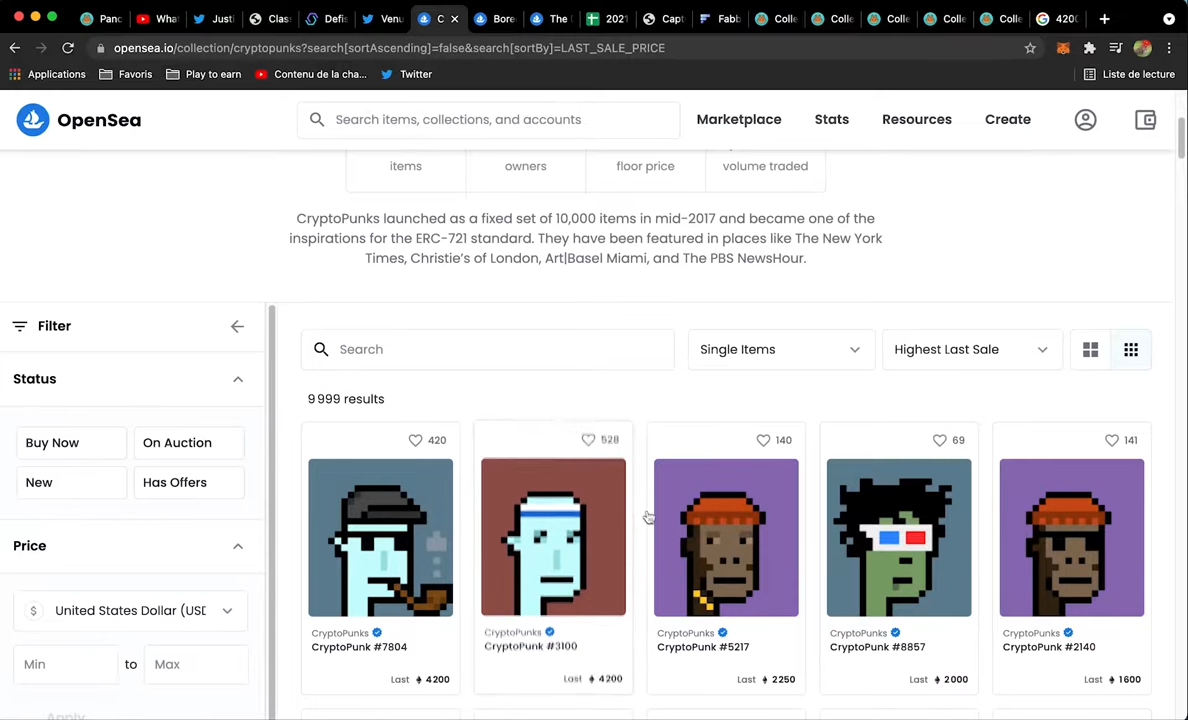 Panc
What
Justi
Clas
Defis
Venu
C
Bore
The
2021
Capt
Fabb
Colle
Colle
Colle
Colle
Colle
4200
opensea.io/collection/cryptopunks?search[sortAscending]=false&search[sortBy]=LAST_SALE_PRICE
Applications
Favoris
Play to earn
Contenu de la cha...
Twitter
Liste de lecture
OpenSea
Search items, collections, and accounts
Marketplace
Stats
Resources
Create
items
owners
floor price
volume traded
CryptoPunks launched as a fixed set of 10,000 items in mid-2017 and became one of the
inspirations for the ERC-721 standard. They have been featured in places like The New York
Times, Christie's of London, Art|Basel Miami, and The PBS NewsHour.
Filter
Search
Single Items
Highest Last Sale
Status
9 999 results
Buy Now
On Auction
New
Has Offers
Price
$ United States Dollar (USD
Min
to
Max
Apply
420
528
140
69
141
CryptoPunks
CryptoPunk #7804
Last 4200
CryptoPunks
CryptoPunk #3100
Last 4200
CryptoPunks
CryptoPunk #5217
Last 2250
CryptoPunks
CryptoPunk #8857
Last 2000
CryptoPunks
CryptoPunk #2140
Last 1600